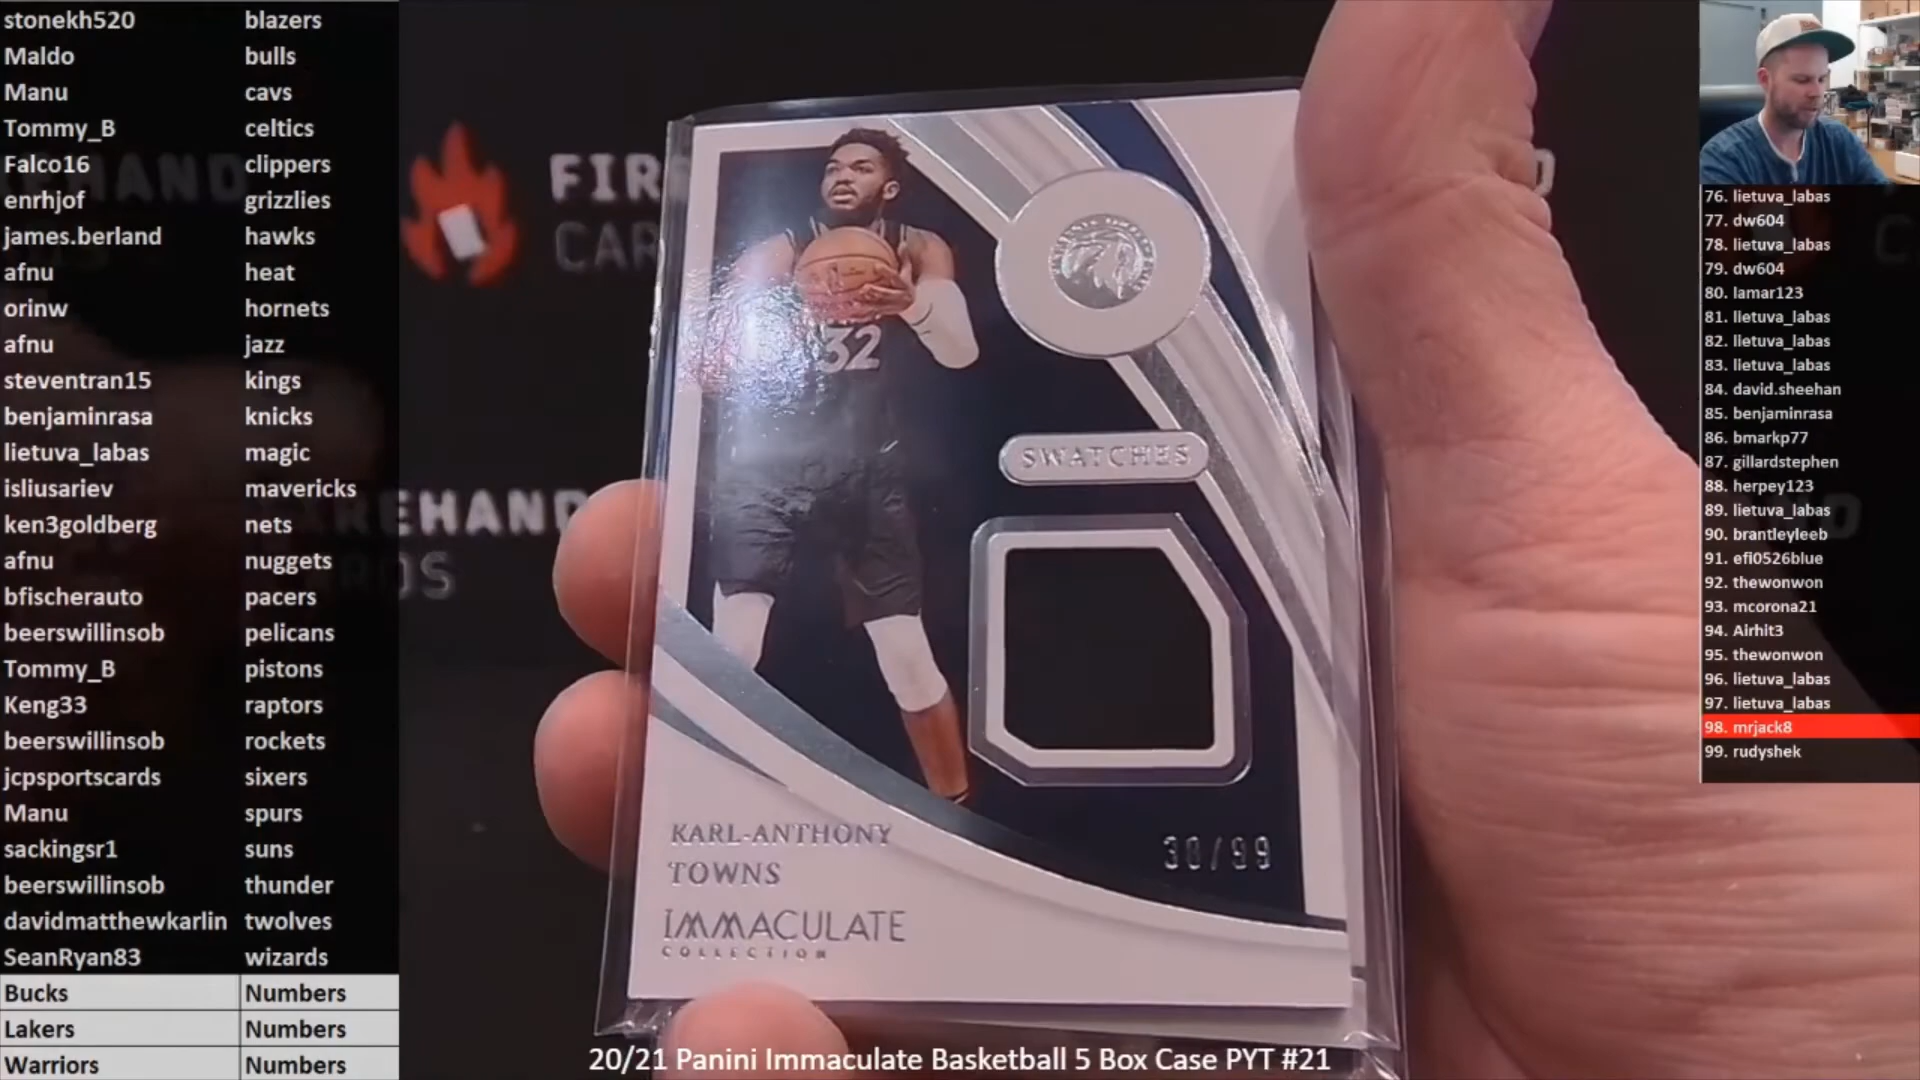 stonekh520 blazers
Maldo bulls
Manu cavs
Tommy_B celtics
Falco16 clippers
enrhjof grizzlies
james.berland hawks
afnu heat
orinw hornets
afnu jazz
steventran15 kings
benjaminrasa knicks
lietuva_labas magic
isliusariev mavericks
ken3goldberg nets
afnu nuggets
bfischerauto pacers
beerswillinsob pelicans
Tommy_B pistons
Keng33 raptors
beerswillinsob rockets
jcpsportscards sixers
Manu spurs
sackingsr1 suns
beerswillinsob thunder
davidmatthewkarlin twolves
SeanRyan83 wizards
Bucks Numbers
Lakers Numbers
Warriors Numbers
FIR
CAR
EHAND
32
SWATCHES
KARL-ANTHONY
TOWNS
IMMACULATE
COLLECTION
30/99
20/21 Panini Immaculate Basketball 5 Box Case PYT #21
76. lietuva_labas
77. dw604
78. lietuva_labas
79. dw604
80. lamar123
81. lietuva_labas
82. lietuva_labas
83. lietuva_labas
84. david.sheehan
85. benjaminrasa
86. bmarkp77
87. gillardstephen
88. herpey123
89. lietuva_labas
90. brantleyleeb
91. efi0526blue
92. thewonwon
93. mcorona21
94. Airhit3
95. thewonwon
96. lietuva_labas
97. lietuva_labas
98. mrjack8
99. rudyshek